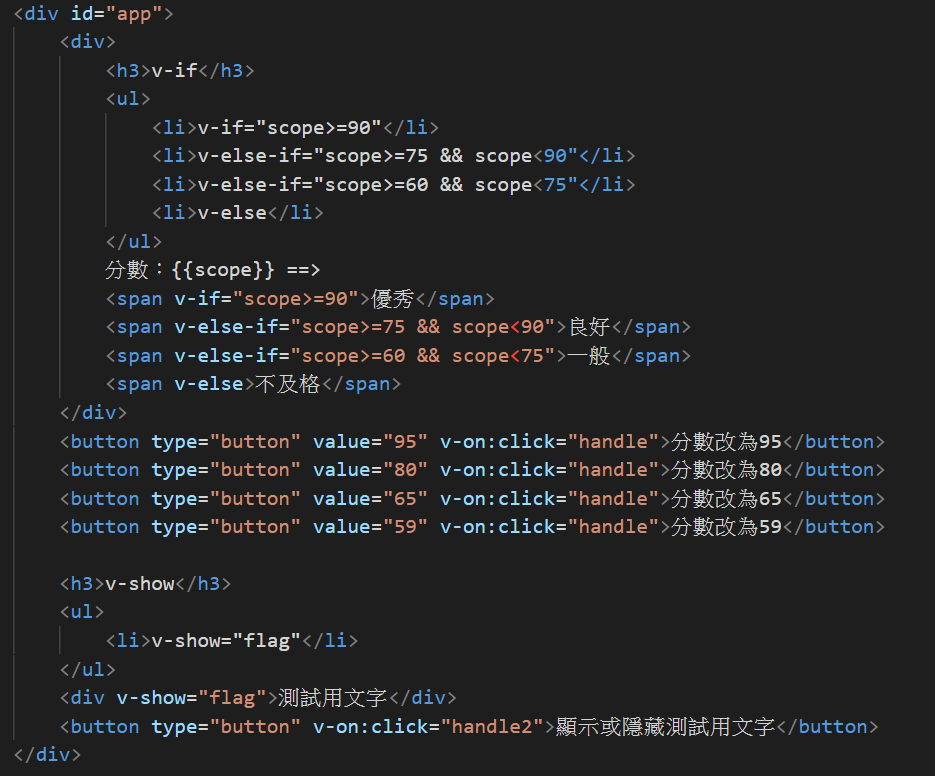 <div id="app">
<div>
<h3>v-if</h3>
<ul>
<li>v-if="scope>=90"</li>
<li>v-else-if="scope>=75 && scope<90"</li>
<li>v-else-if="scope>=60 && scope<75"</li>
<li>v-else</li>
</ul>
分數：{{scope}} ==>
<span v-if="scope>=90">優秀</span>
<span v-else-if="scope>=75 && scope<90">良好</span>
<span v-else-if="scope>=60 && scope<75">一般</span>
<span v-else>不及格</span>
</div>
<button type="button" value="95" v-on:click="handle">分數改為95</button>
<button type="button" value="80" v-on:click="handle">分數改為80</button>
<button type="button" value="65" v-on:click="handle">分數改為65</button>
<button type="button" value="59" v-on:click="handle">分數改為59</button>
<h3>v-show</h3>
<ul>
<li>v-show="flag"</li>
</ul>
<div v-show="flag">測試用文字</div>
<button type="button" v-on:click="handle2">顯示或隱藏測試用文字</button>
</div>